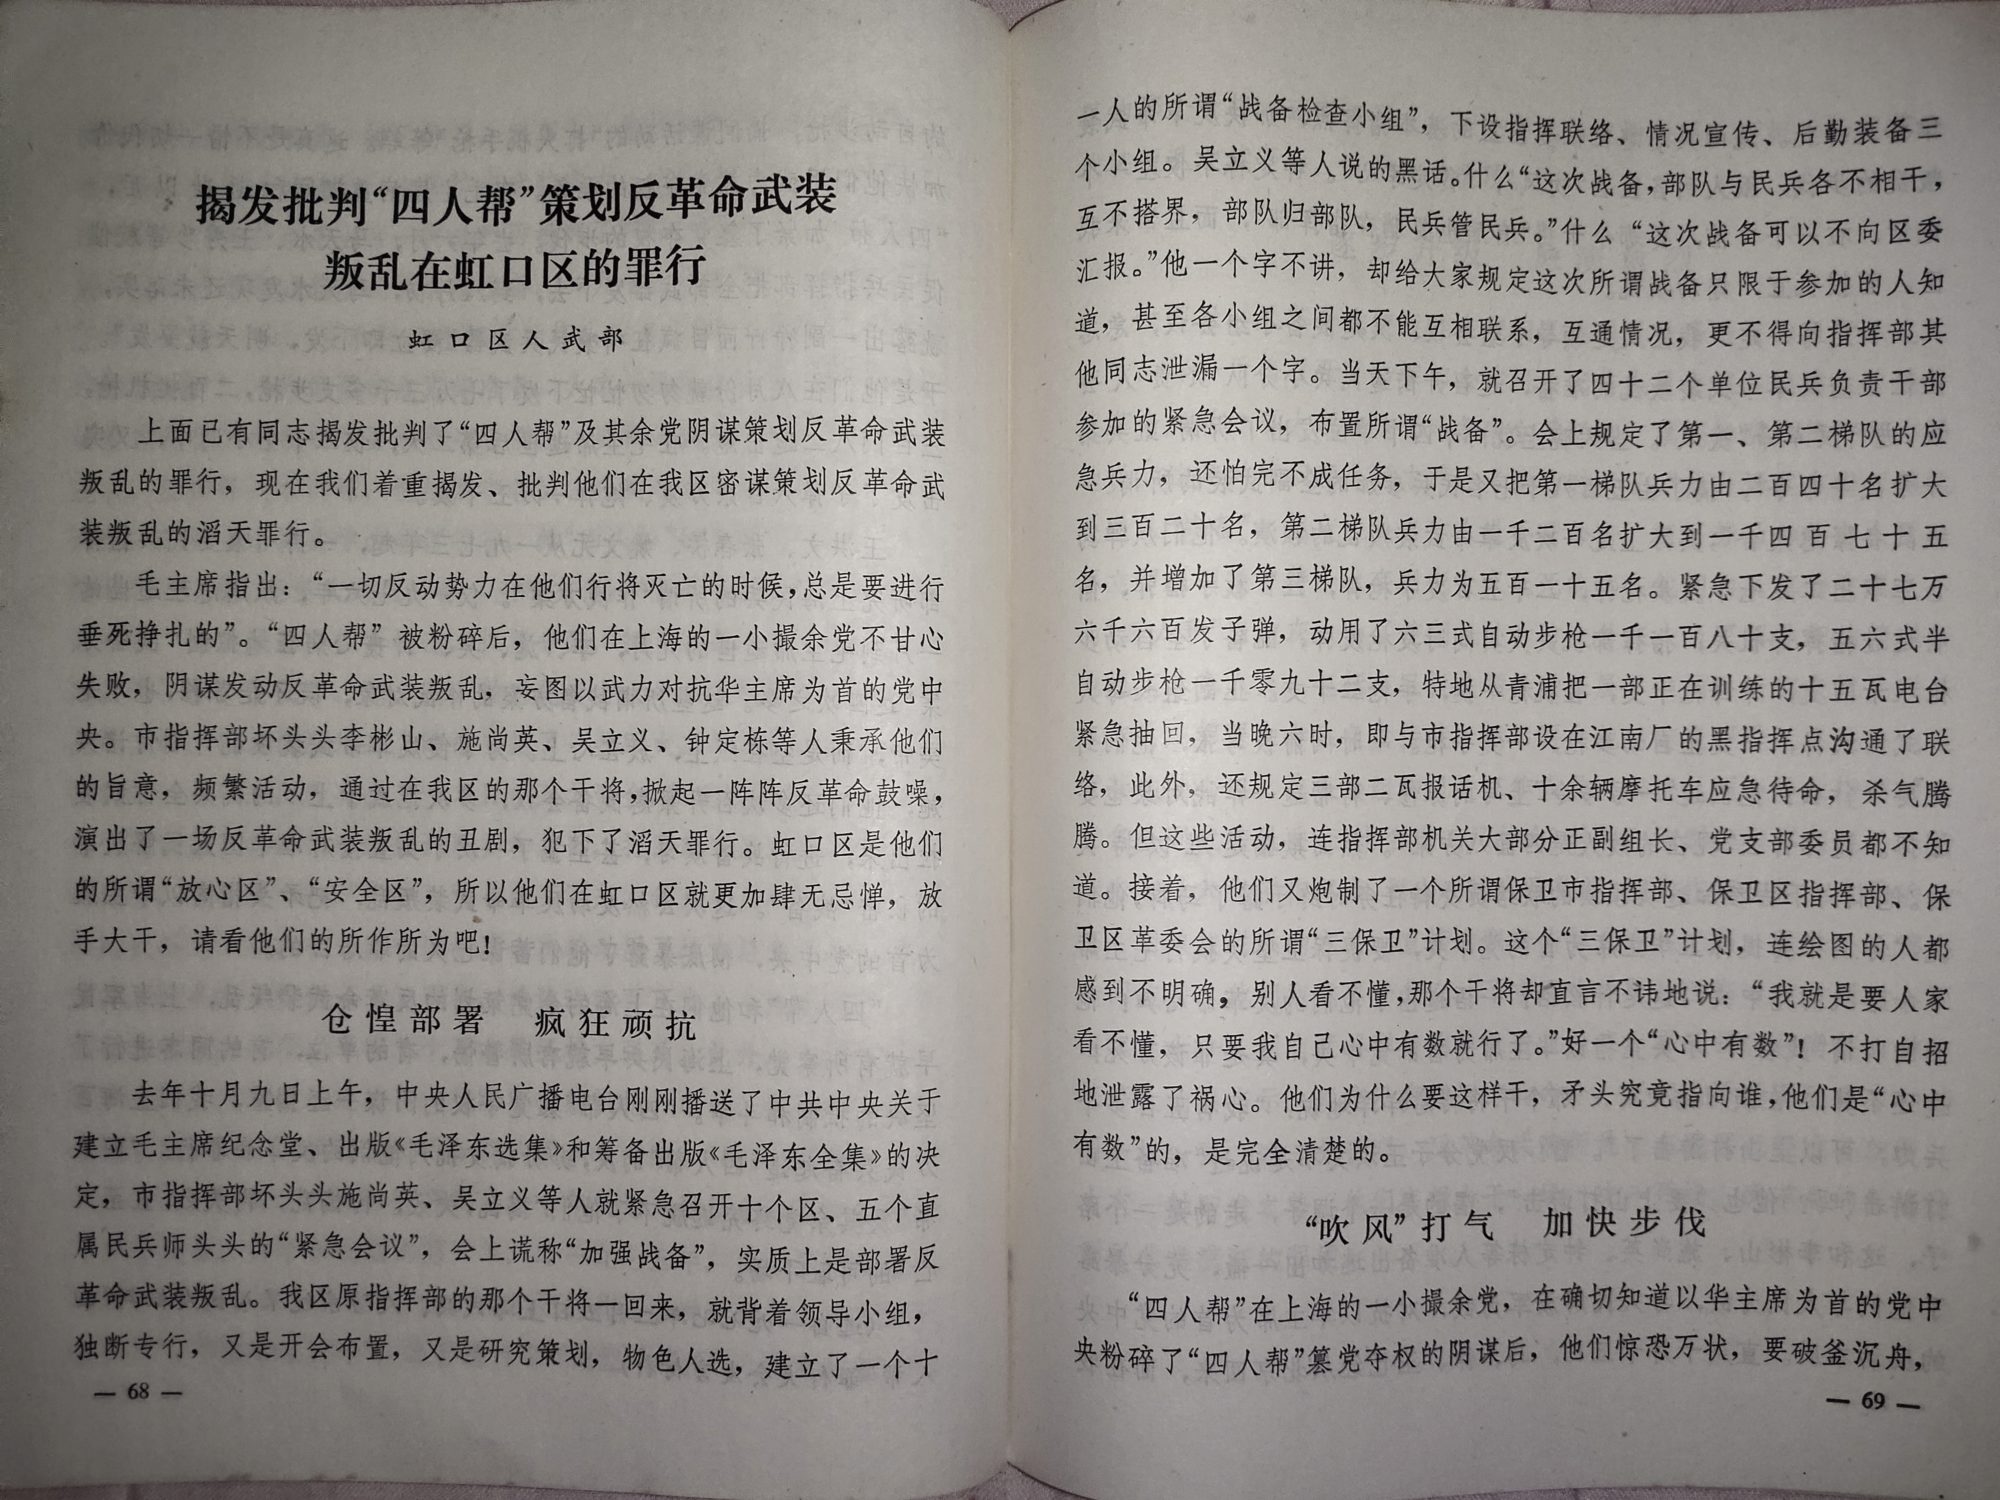 揭发批判“四人帮”策划反革命武装
叛乱在虹口区的罪行
虹口区人武部
上面已有同志揭发批判了“四人帮”及其余党阴谋策划反革命武装
叛乱的罪行，现在我们着重揭发、批判他们在我区密谋策划反革命武
装叛乱的滔天罪行。
毛主席指出：“一切反动势力在他们行将灭亡的时候，总是要进行
垂死挣扎的”。“四人帮”被粉碎后，他们在上海的一小撮余党不甘心
失败，阴谋发动反革命武装叛乱，妄图以武力对抗华主席为首的党中
央。市指挥部坏头头李彬山、施尚英、吴立义、钟定栋等人秉承他们
的旨意，频繁活动，通过在我区的那个干将，掀起一阵阵反革命鼓噪，
演出了一场反革命武装叛乱的丑剧，犯下了滔天罪行。虹口区是他们
的所谓“放心区”、“安全区”，所以他们在虹口区就更加肆无忌惮，放
手大干，请看他们的所作所为吧！
仓惶部署　疯狂顽抗
去年十月九日上午，中央人民广播电台刚刚播送了中共中央关于
建立毛主席纪念堂、出版《毛泽东选集》和筹备出版《毛泽东全集》的决
定，市指挥部坏头头施尚英、吴立义等人就紧急召开十个区、五个直
属民兵师头头的“紧急会议”，会上谎称“加强战备”，实质上是部署反
革命武装叛乱。我区原指挥部的那个干将一回来，就背着领导小组，
独断专行，又是开会布置，又是研究策划，物色人选，建立了一个十
— 68 —
一人的所谓“战备检查小组”，下设指挥联络、情况宣传、后勤装备三
个小组。吴立义等人说的黑话。什么“这次战备，部队与民兵各不相干，
互不搭界，部队归部队，民兵管民兵。”什么“这次战备可以不向区委
汇报。”他一个字不讲，却给大家规定这次所谓战备只限于参加的人知
道，甚至各小组之间都不能互相联系，互通情况，更不得向指挥部其
他同志泄漏一个字。当天下午，就召开了四十二个单位民兵负责干部
参加的紧急会议，布置所谓“战备”。会上规定了第一、第二梯队的应
急兵力，还怕完不成任务，于是又把第一梯队兵力由二百四十名扩大
到三百二十名，第二梯队兵力由一千二百名扩大到一千四百七十五
名，并增加了第三梯队，兵力为五百一十五名。紧急下发了二十七万
六千六百发子弹，动用了六三式自动步枪一千一百八十支，五六式半
自动步枪一千零九十二支，特地从青浦把一部正在训练的十五瓦电台
紧急抽回，当晚六时，即与市指挥部设在江南厂的黑指挥点沟通了联
络，此外，还规定三部二瓦报话机、十余辆摩托车应急待命，杀气腾
腾。但这些活动，连指挥部机关大部分正副组长、党支部委员都不知
道。接着，他们又炮制了一个所谓保卫市指挥部、保卫区指挥部、保
卫区革委会的所谓“三保卫”计划。这个“三保卫”计划，连绘图的人都
感到不明确，别人看不懂，那个干将却直言不讳地说：“我就是要人家
看不懂，只要我自己心中有数就行了。”好一个“心中有数”！不打自招
地泄露了祸心。他们为什么要这样干，矛头究竟指向谁，他们是“心中
有数”的，是完全清楚的。
“吹风”打气　加快步伐
“四人帮”在上海的一小撮余党，在确切知道以华主席为首的党中
央粉碎了“四人帮”篡党夺权的阴谋后，他们惊恐万状，要破釜沉舟，
— 69 —